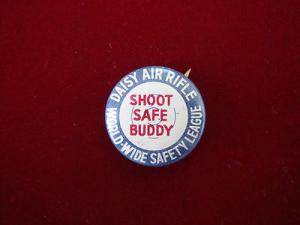 DAISY AIR RIFLE
SHOOT
SAFE
BUDDY
WORLD-WIDE SAFETY LEAGUE